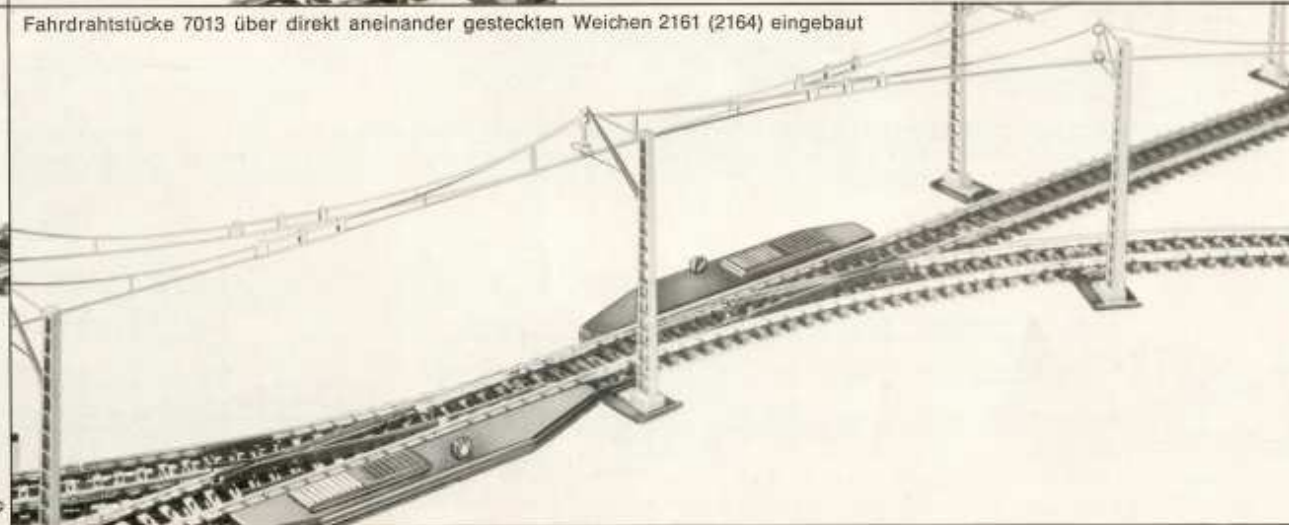 Fahrdrahtstücke 7013 über direkt aneinander gesteckten Weichen 2161 (2164) eingebaut